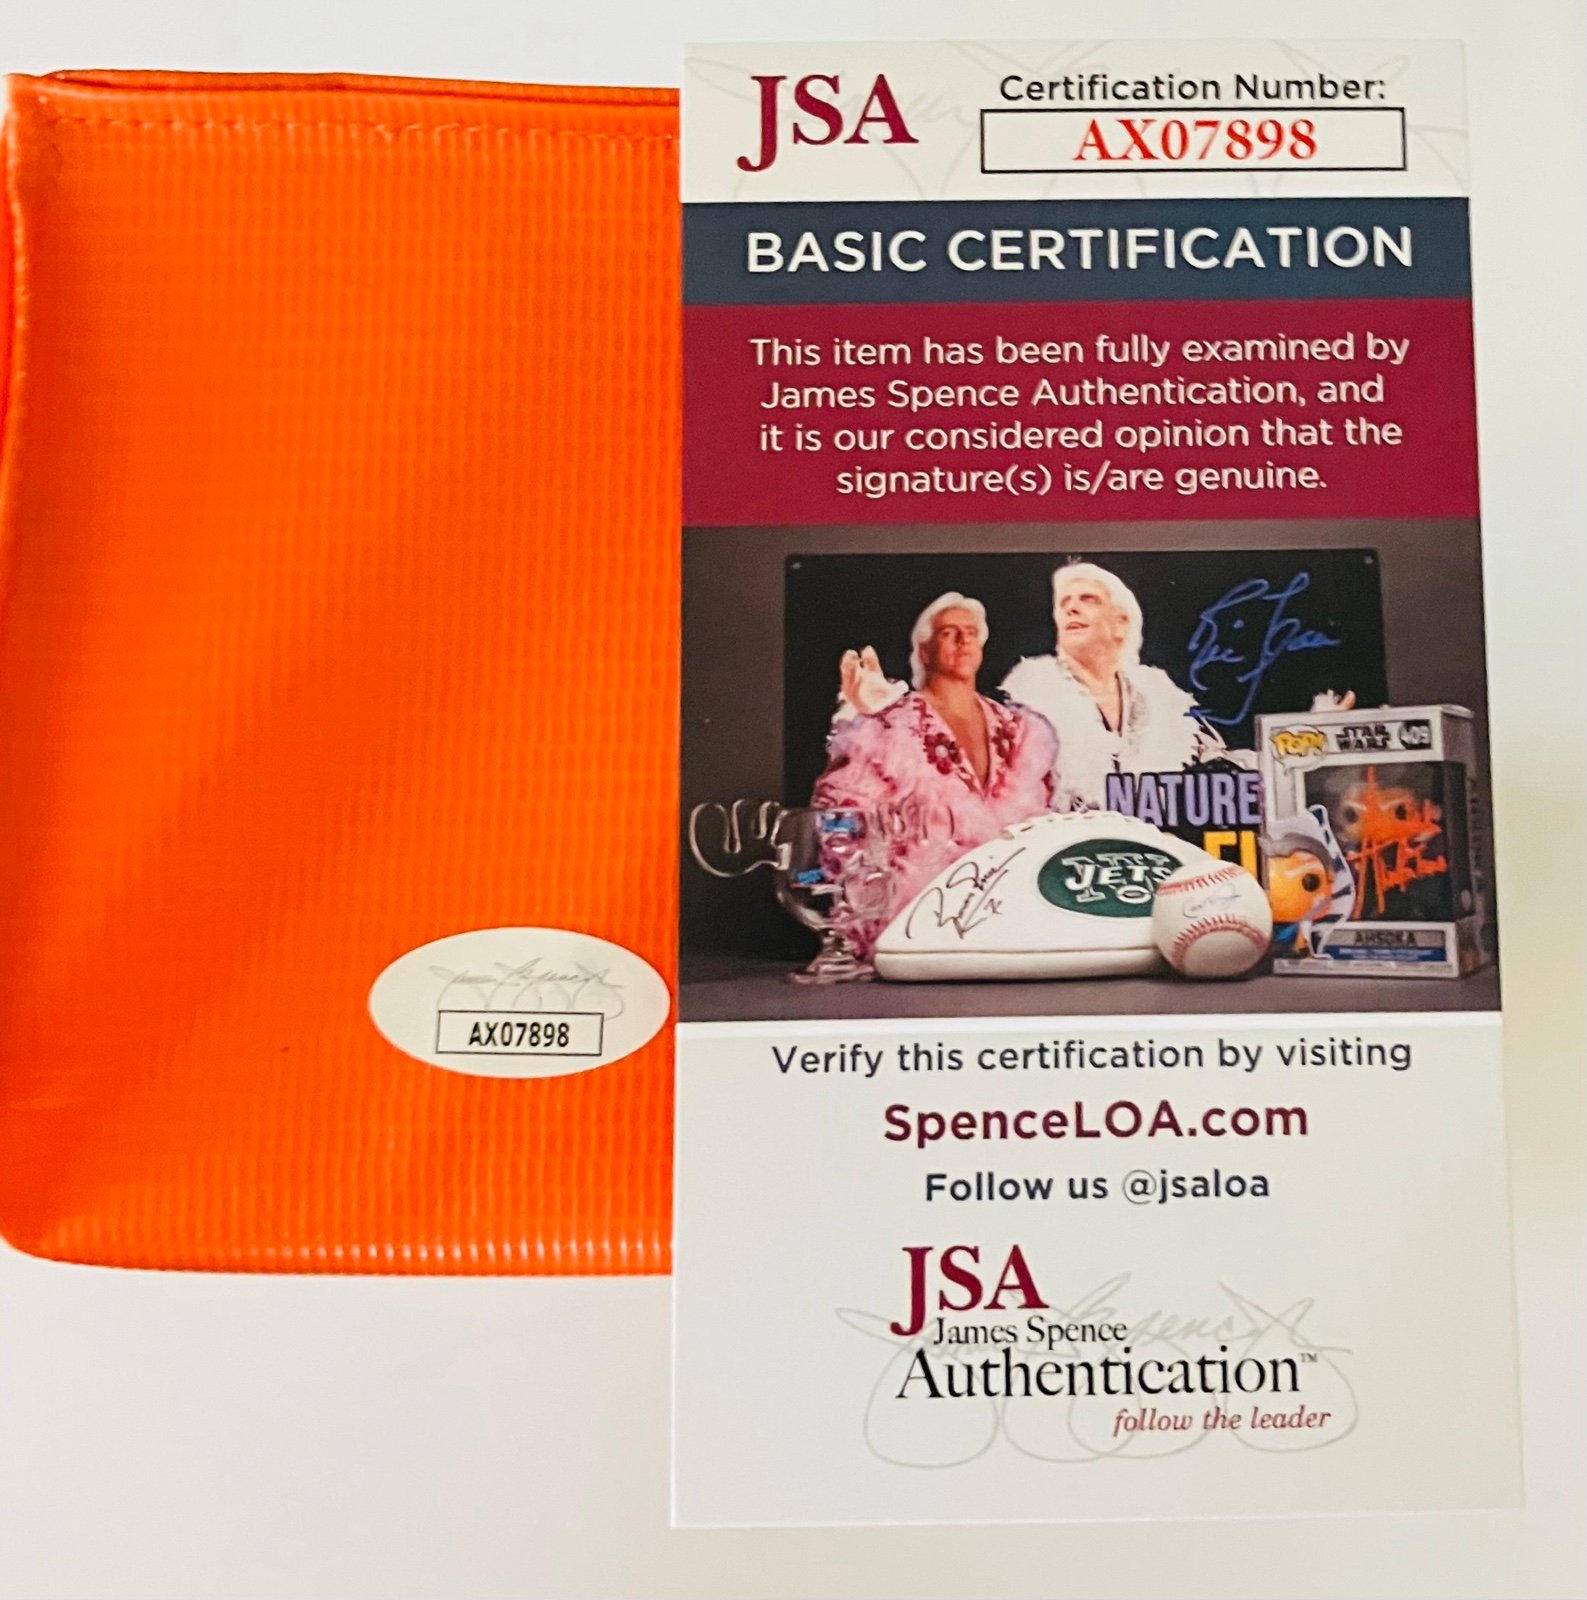 JSA
Certification Number:
AX07898
BASIC CERTIFICATION
This item has been fully examined by
James Spence Authentication, and
it is our considered opinion that the
signature(s) is/are genuine.
NATURE
POP!
STAR
WARS
409
JETS
AHSOKA
AX07898
Verify this certification by visiting
SpenceLOA.com
Follow us @jsaloa
JSA
James Spence
Authentication™
follow the leader